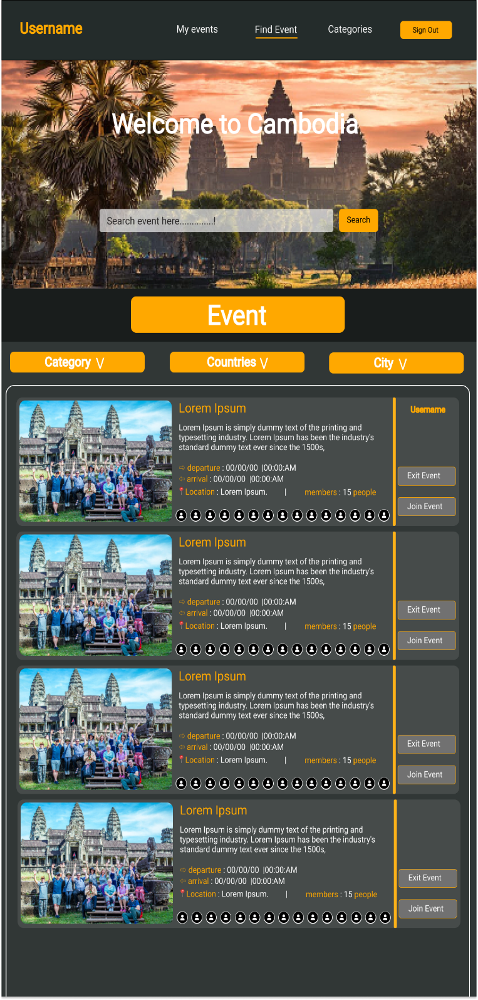 Username
My events
Find Event
Categories
Sign Out
Welcome to Cambodia
Search event here..............!
Search
Event
Category V
Countries V
City V
Lorem Ipsum
Username
Lorem Ipsum is simply dummy text of the printing and
typesetting industry. Lorem Ipsum has been the industry's
standard dummy text ever since the 1500s,
⇨ departure : 00/00/00 |00:00:AM
⇦ arrival : 00/00/00 |00:00:AM
📍Location : Lorem Ipsum. | members : 15 people
Exit Event
Join Event
Lorem Ipsum
Lorem Ipsum is simply dummy text of the printing and
typesetting industry. Lorem Ipsum has been the industry's
standard dummy text ever since the 1500s,
⇨ departure : 00/00/00 |00:00:AM
⇦ arrival : 00/00/00 |00:00:AM
📍Location : Lorem Ipsum. | members : 15 people
Exit Event
Join Event
Lorem Ipsum
Lorem Ipsum is simply dummy text of the printing and
typesetting industry. Lorem Ipsum has been the industry's
standard dummy text ever since the 1500s,
⇨ departure : 00/00/00 |00:00:AM
⇦ arrival : 00/00/00 |00:00:AM
📍Location : Lorem Ipsum. | members : 15 people
Exit Event
Join Event
Lorem Ipsum
Lorem Ipsum is simply dummy text of the printing and
typesetting industry. Lorem Ipsum has been the industry's
standard dummy text ever since the 1500s,
⇨ departure : 00/00/00 |00:00:AM
⇦ arrival : 00/00/00 |00:00:AM
📍Location : Lorem Ipsum. | members : 15 people
Exit Event
Join Event